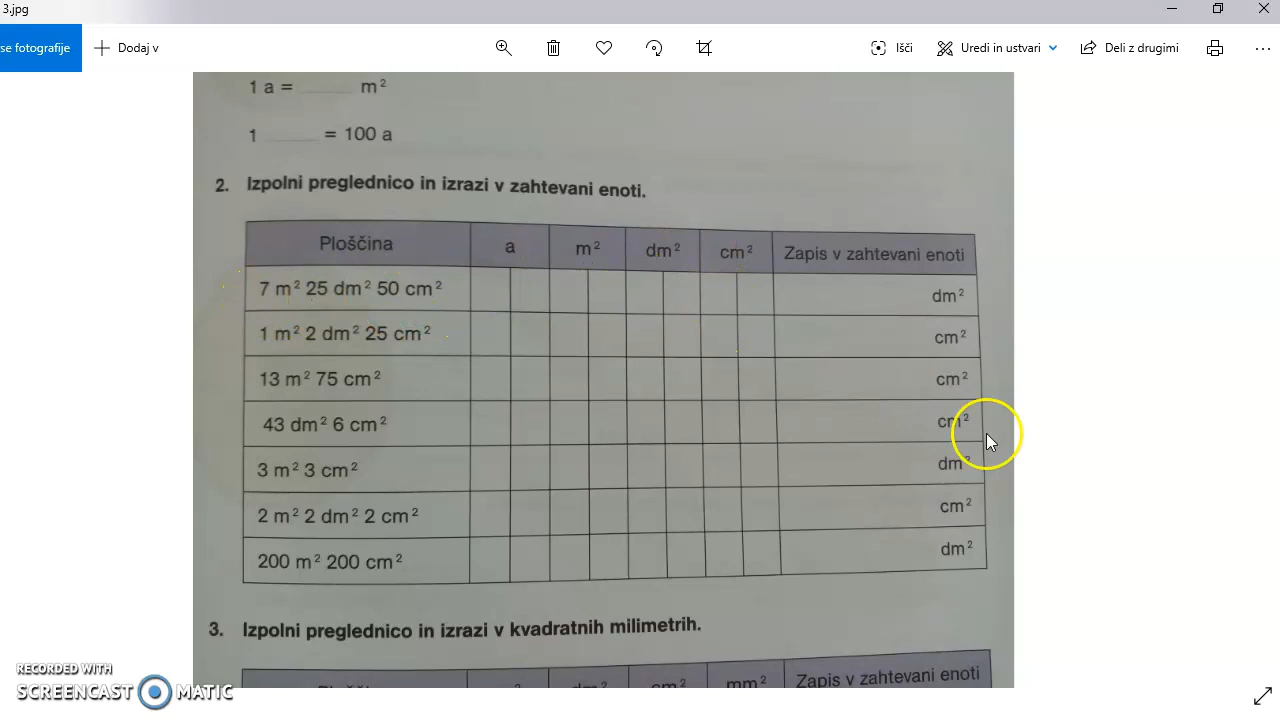 3.jpg
se fotografije
Dodaj v
Išči
Uredi in ustvari
Deli z drugimi
1 a = ____ m²
1 ____ = 100 a
2. Izpolni preglednico in izrazi v zahtevani enoti.
Ploščina a m² dm² cm² Zapis v zahtevani enoti
7 m² 25 dm² 50 cm² dm²
1 m² 2 dm² 25 cm² cm²
13 m² 75 cm² cm²
43 dm² 6 cm² cm²
3 m² 3 cm² dm²
2 m² 2 dm² 2 cm² cm²
200 m² 200 cm² dm²
3. Izpolni preglednico in izrazi v kvadratnih milimetrih.
dm² cm² mm² Zapis v zahtevani enoti
RECORDED WITH
SCREENCAST MATIC